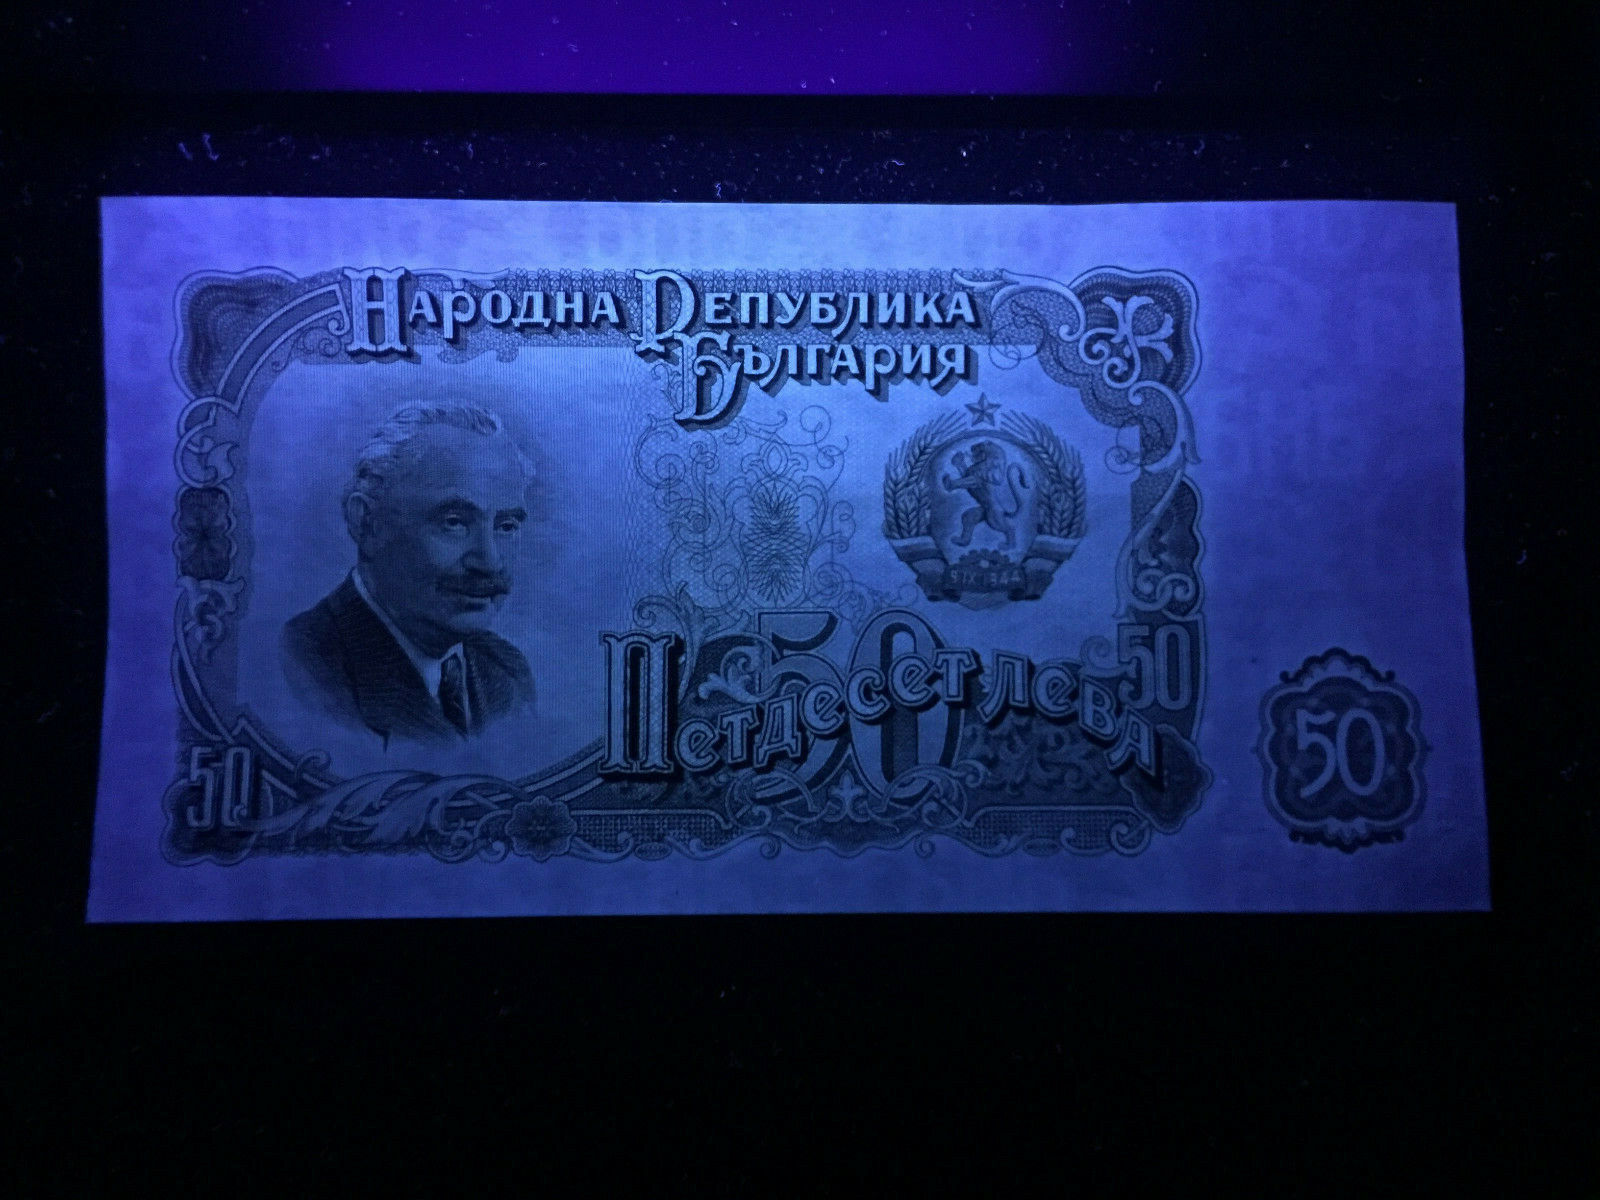 Народна Република
България
9·IX·1944
50
Петдесет лева
50
50
50